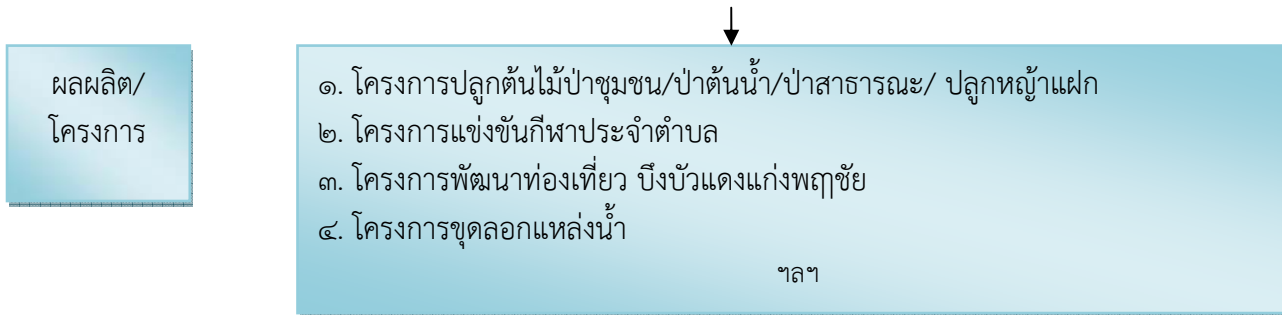 ผลผลิต/
โครงการ
๑. โครงการปลูกต้นไม้ป่าชุมชน/ป่าต้นน้ำ/ป่าสาธารณะ/ ปลูกหญ้าแฝก
๒. โครงการแข่งขันกีฬาประจำตำบล
๓. โครงการพัฒนาท่องเที่ยว บึงบัวแดงแก่งพฤๅชัย
๔. โครงการขุดลอกแหล่งน้ำ
ฯลฯ